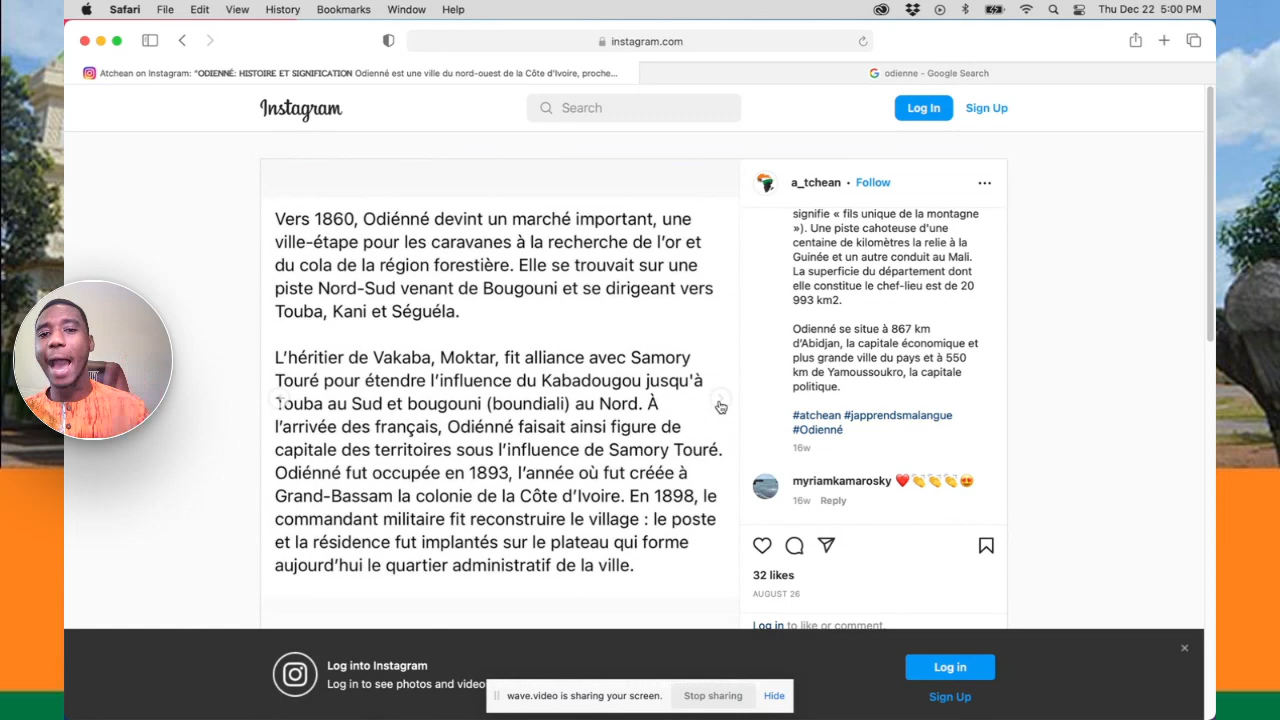 Safari File Edit View History Bookmarks Window Help Thu Dec 22 5:00 PM
instagram.com
Atchean on Instagram: “ODIENNÉ: HISTOIRE ET SIGNIFICATION Odienné est une ville du nord-ouest de la Côte d’Ivoire, proche...
odienne - Google Search
Instagram
Search
Log In
Sign Up
Vers 1860, Odiénné devint un marché important, une
ville-étape pour les caravanes à la recherche de l’or et
du cola de la région forestière. Elle se trouvait sur une
piste Nord-Sud venant de Bougouni et se dirigeant vers
Touba, Kani et Séguéla.
L’héritier de Vakaba, Moktar, fit alliance avec Samory
Touré pour étendre l’influence du Kabadougou jusqu'à
Touba au Sud et bougouni (boundiali) au Nord. À
l’arrivée des français, Odiénné faisait ainsi figure de
capitale des territoires sous l’influence de Samory Touré.
Odiénné fut occupée en 1893, l’année où fut créée à
Grand-Bassam la colonie de la Côte d’Ivoire. En 1898, le
commandant militaire fit reconstruire le village : le poste
et la résidence fut implantés sur le plateau qui forme
aujourd’hui le quartier administratif de la ville.
a_tchean • Follow
signifie « fils unique de la montagne
»). Une piste cahoteuse d'une
centaine de kilomètres la relie à la
Guinée et un autre conduit au Mali.
La superficie du département dont
elle constitue le chef-lieu est de 20
993 km2.
Odienné se situe à 867 km
d’Abidjan, la capitale économique et
plus grande ville du pays et à 550
km de Yamoussoukro, la capitale
politique.
#atchean #japprendsmalangue
#Odienné
16w
myriamkamarosky ❤️👏👏👏😍
16w Reply
32 likes
AUGUST 26
Log in to like or comment.
Log into Instagram
Log in to see photos and video
Log in
Sign Up
wave.video is sharing your screen.
Stop sharing
Hide